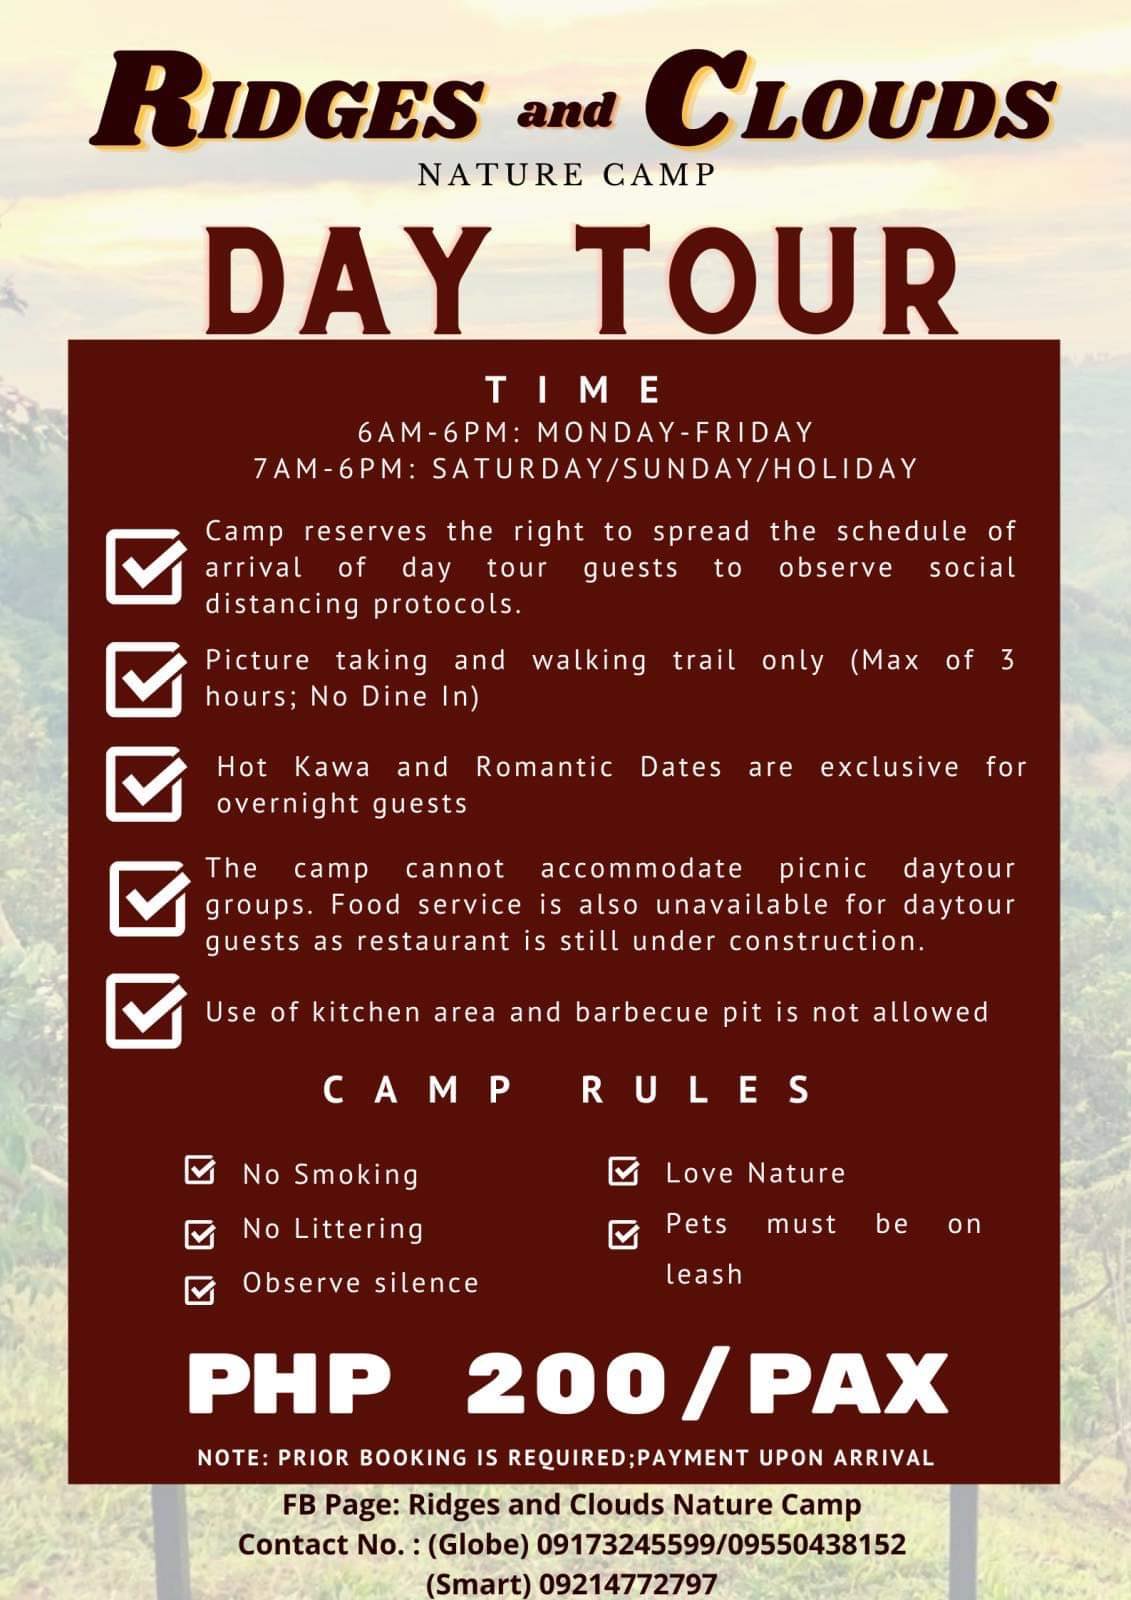 RIDGES and CLOUDS
NATURE CAMP
DAY TOUR
TIME
6AM-6PM: MONDAY-FRIDAY
7AM-6PM: SATURDAY/SUNDAY/HOLIDAY
Camp reserves the right to spread the schedule of
arrival of day tour guests to observe social
distancing protocols.
Picture taking and walking trail only (Max of 3
hours; No Dine In)
Hot Kawa and Romantic Dates are exclusive for
overnight guests
The camp cannot accommodate picnic daytour
groups. Food service is also unavailable for daytour
guests as restaurant is still under construction.
Use of kitchen area and barbecue pit is not allowed
CAMP RULES
No Smoking
No Littering
Observe silence
Love Nature
Pets must be on
leash
PHP 200/PAX
NOTE: PRIOR BOOKING IS REQUIRED;PAYMENT UPON ARRIVAL
FB Page: Ridges and Clouds Nature Camp
Contact No. : (Globe) 09173245599/09550438152
(Smart) 09214772797